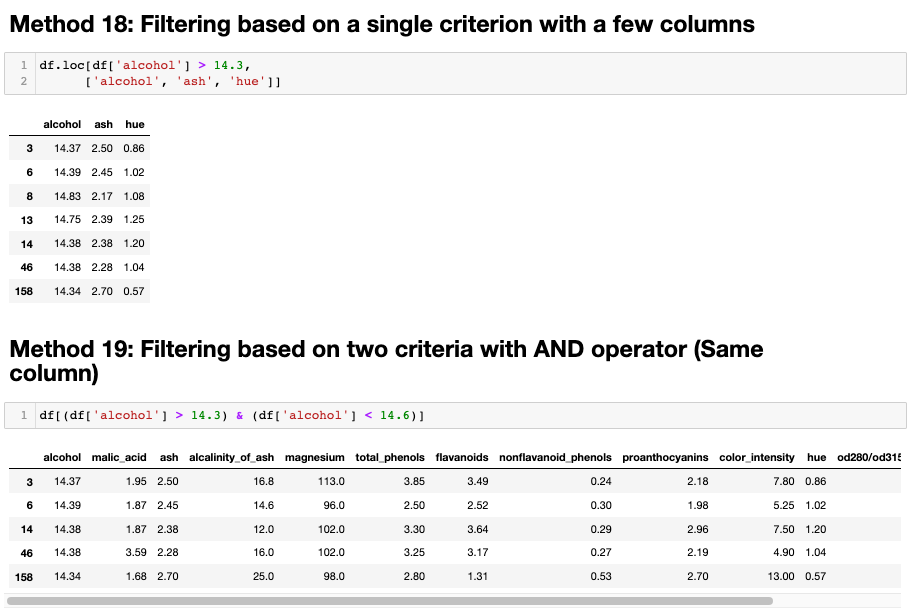 Method 18: Filtering based on a single criterion with a few columns
1 df.loc[df['alcohol'] > 14.3,
2 ['alcohol', 'ash', 'hue']]
alcohol ash hue
3 14.37 2.50 0.86
6 14.39 2.45 1.02
8 14.83 2.17 1.08
13 14.75 2.39 1.25
14 14.38 2.38 1.20
46 14.38 2.28 1.04
158 14.34 2.70 0.57
Method 19: Filtering based on two criteria with AND operator (Same
column)
1 df[(df['alcohol'] > 14.3) & (df['alcohol'] < 14.6)]
alcohol malic_acid ash alcalinity_of_ash magnesium total_phenols flavanoids nonflavanoid_phenols proanthocyanins color_intensity hue od280/od315
3 14.37 1.95 2.50 16.8 113.0 3.85 3.49 0.24 2.18 7.80 0.86
6 14.39 1.87 2.45 14.6 96.0 2.50 2.52 0.30 1.98 5.25 1.02
14 14.38 1.87 2.38 12.0 102.0 3.30 3.64 0.29 2.96 7.50 1.20
46 14.38 3.59 2.28 16.0 102.0 3.25 3.17 0.27 2.19 4.90 1.04
158 14.34 1.68 2.70 25.0 98.0 2.80 1.31 0.53 2.70 13.00 0.57